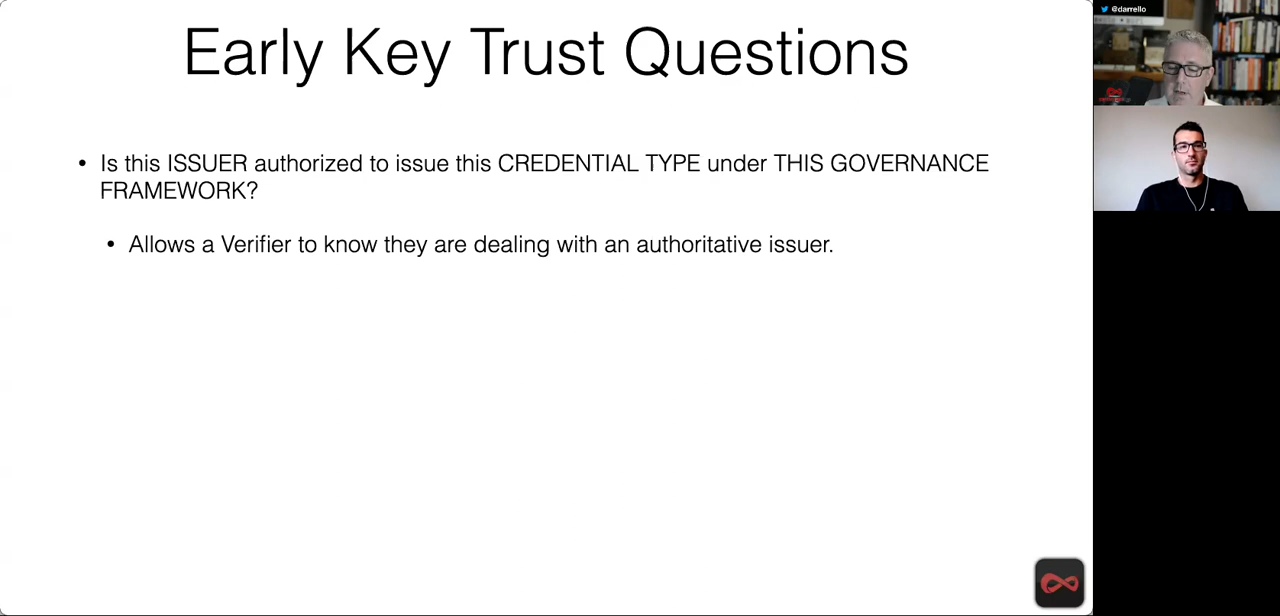 Early Key Trust Questions
• Is this ISSUER authorized to issue this CREDENTIAL TYPE under THIS GOVERNANCE
FRAMEWORK?
• Allows a Verifier to know they are dealing with an authoritative issuer.
@darrello